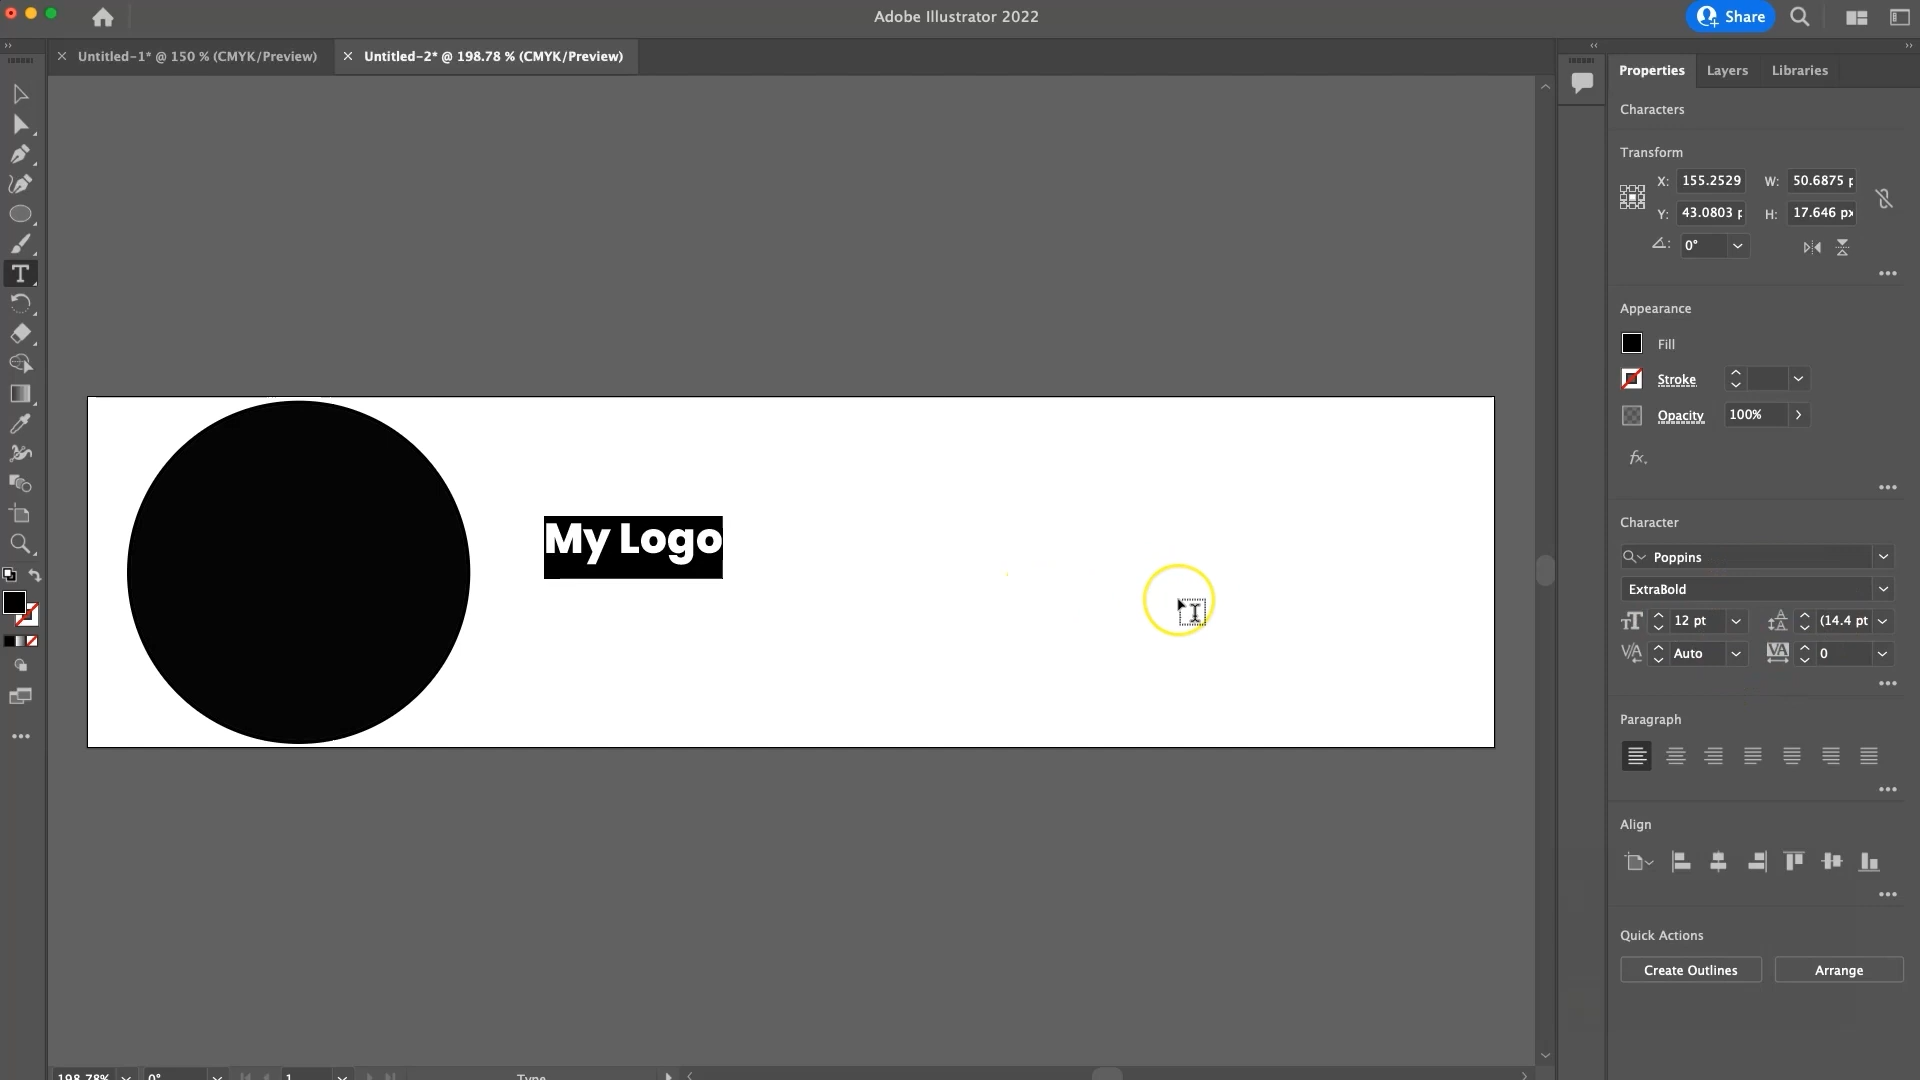 Adobe Illustrator 2022
Share
Untitled-1* @ 150 % (CMYK/Preview)
Untitled-2* @ 198.78 % (CMYK/Preview)
Properties
Layers
Libraries
Characters
Transform
X: 155.2529
W: 50.6875 p
Y: 43.0803 p
H: 17.646 px
0°
Appearance
Fill
Stroke
Opacity
100%
fx.
My Logo
Character
Poppins
ExtraBold
12 pt
(14.4 pt
Auto
0
Paragraph
Align
Quick Actions
Create Outlines
Arrange
198.78%
0°
1
Type